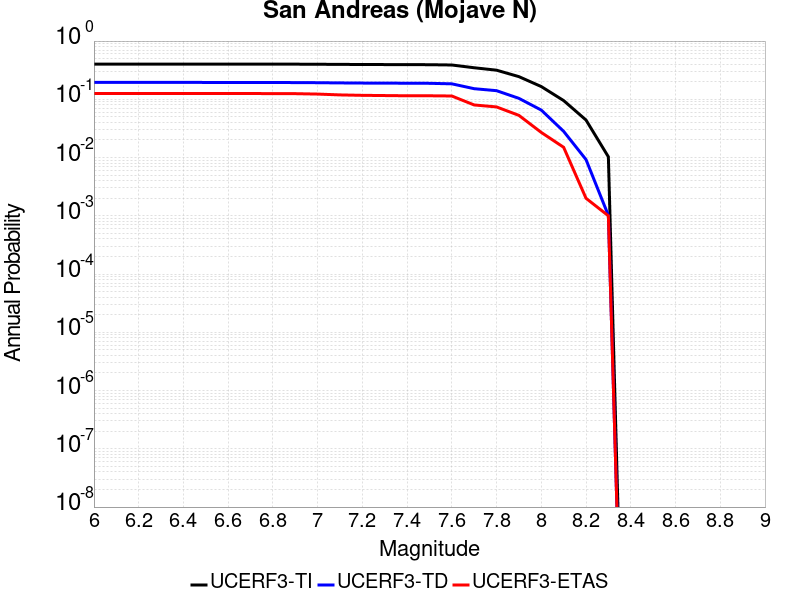 San Andreas (Mojave N)
10^0
10^-1
10^-2
10^-3
10^-4
10^-5
10^-6
10^-7
10^-8
Annual Probability
6 6.2 6.4 6.6 6.8 7 7.2 7.4 7.6 7.8 8 8.2 8.4 8.6 8.8 9
Magnitude
UCERF3-TI UCERF3-TD UCERF3-ETAS